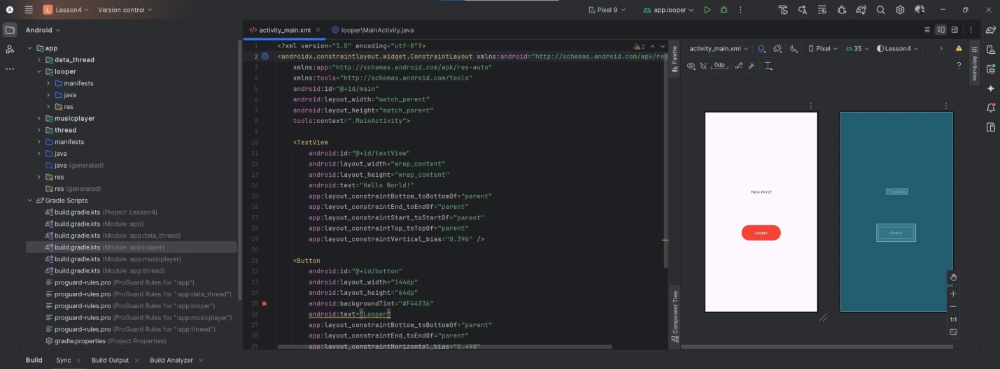 L Lesson4 Version control Pixel 9 app.looper
Android
app
data_thread
looper
manifests
java
res
musicplayer
thread
manifests
java
java (generated)
res
res (generated)
Gradle Scripts
build.gradle.kts (Project: Lesson4)
build.gradle.kts (Module :app)
build.gradle.kts (Module :app:data_thread)
build.gradle.kts (Module :app:looper)
build.gradle.kts (Module :app:musicplayer)
build.gradle.kts (Module :app:thread)
proguard-rules.pro (ProGuard Rules for ":app")
proguard-rules.pro (ProGuard Rules for ":app:data_thread")
proguard-rules.pro (ProGuard Rules for ":app:looper")
proguard-rules.pro (ProGuard Rules for ":app:musicplayer")
proguard-rules.pro (ProGuard Rules for ":app:thread")
gradle.properties (Project Properties)
activity_main.xml looper\MainActivity.java
1 <?xml version="1.0" encoding="utf-8"?> 2
2 <androidx.constraintlayout.widget.ConstraintLayout xmlns:android="http://schemas.android.com/apk/res
3 xmlns:app="http://schemas.android.com/apk/res-auto"
4 xmlns:tools="http://schemas.android.com/tools"
5 android:id="@+id/main"
6 android:layout_width="match_parent"
7 android:layout_height="match_parent"
8 tools:context=".MainActivity">
9
10 <TextView
11 android:id="@+id/textView"
12 android:layout_width="wrap_content"
13 android:layout_height="wrap_content"
14 android:text="Hello World!"
15 app:layout_constraintBottom_toBottomOf="parent"
16 app:layout_constraintEnd_toEndOf="parent"
17 app:layout_constraintStart_toStartOf="parent"
18 app:layout_constraintTop_toTopOf="parent"
19 app:layout_constraintVertical_bias="0.396" />
20
21 <Button
22 android:id="@+id/button"
23 android:layout_width="144dp"
24 android:layout_height="64dp"
25 android:backgroundTint="#F44336"
26 android:text="Looper"
27 app:layout_constraintBottom_toBottomOf="parent"
28 app:layout_constraintEnd_toEndOf="parent"
29 app:layout_constraintHorizontal_bias="0.498"
Palette
Component Tree
activity_main.xml Pixel 35 Lesson4
0dp ?
Attributes
Hello World!
Looper
TextView
Button
1:1
Build Sync Build Output Build Analyzer